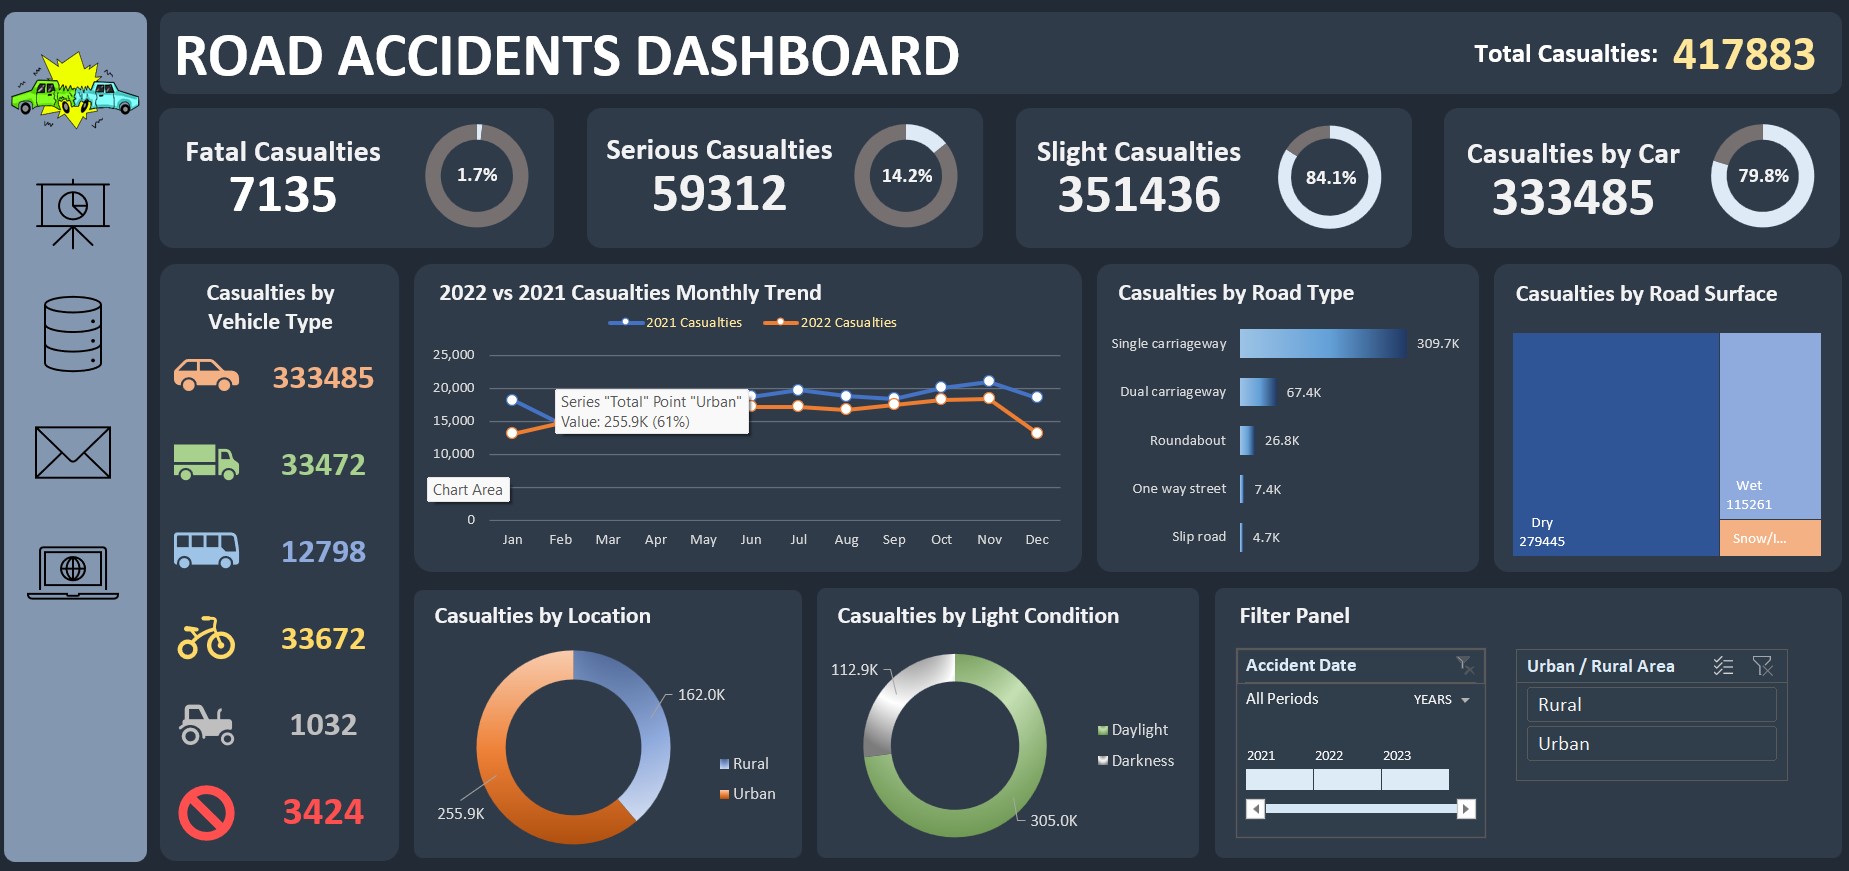 ROAD ACCIDENTS DASHBOARD
Total Casualties: 417883
Fatal Casualties
7135
1.7%
Serious Casualties
59312
14.2%
Slight Casualties
351436
84.1%
Casualties by Car
333485
79.8%
Casualties by
Vehicle Type
333485
33472
12798
33672
1032
3424
2022 vs 2021 Casualties Monthly Trend
2021 Casualties
2022 Casualties
25,000
20,000
15,000
10,000
0
Series "Total" Point "Urban"
Value: 255.9K (61%)
Chart Area
Jan Feb Mar Apr May Jun Jul Aug Sep Oct Nov Dec
Casualties by Road Type
Single carriageway 309.7K
Dual carriageway 67.4K
Roundabout 26.8K
One way street 7.4K
Slip road 4.7K
Casualties by Road Surface
Dry
279445
Wet
115261
Snow/I...
Casualties by Location
162.0K
255.9K
Rural
Urban
Casualties by Light Condition
112.9K
305.0K
Daylight
Darkness
Filter Panel
Accident Date
All Periods YEARS
2021 2022 2023
Urban / Rural Area
Rural
Urban